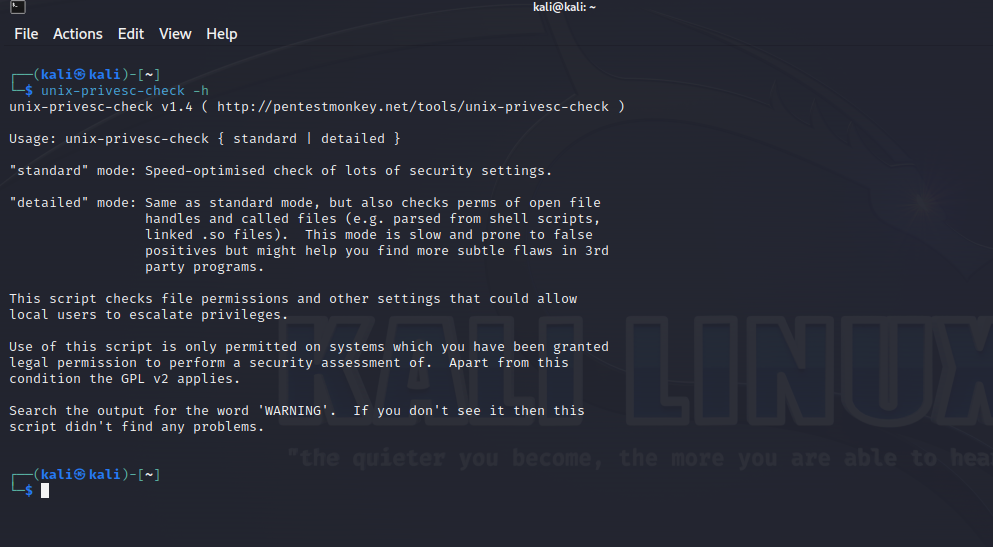 kali@kali: ~
File Actions Edit View Help
┌──(kali㉿kali)-[~]
└─$ unix-privesc-check -h
unix-privesc-check v1.4 ( http://pentestmonkey.net/tools/unix-privesc-check )
Usage: unix-privesc-check { standard | detailed }
"standard" mode: Speed-optimised check of lots of security settings.
"detailed" mode: Same as standard mode, but also checks perms of open file
handles and called files (e.g. parsed from shell scripts,
linked .so files).  This mode is slow and prone to false
positives but might help you find more subtle flaws in 3rd
party programs.
This script checks file permissions and other settings that could allow
local users to escalate privileges.
Use of this script is only permitted on systems which you have been granted
legal permission to perform a security assessment of.  Apart from this
condition the GPL v2 applies.
Search the output for the word 'WARNING'.  If you don't see it then this
script didn't find any problems.
KALI LINUX
"the quieter you become, the more you are able to hear
┌──(kali㉿kali)-[~]
└─$